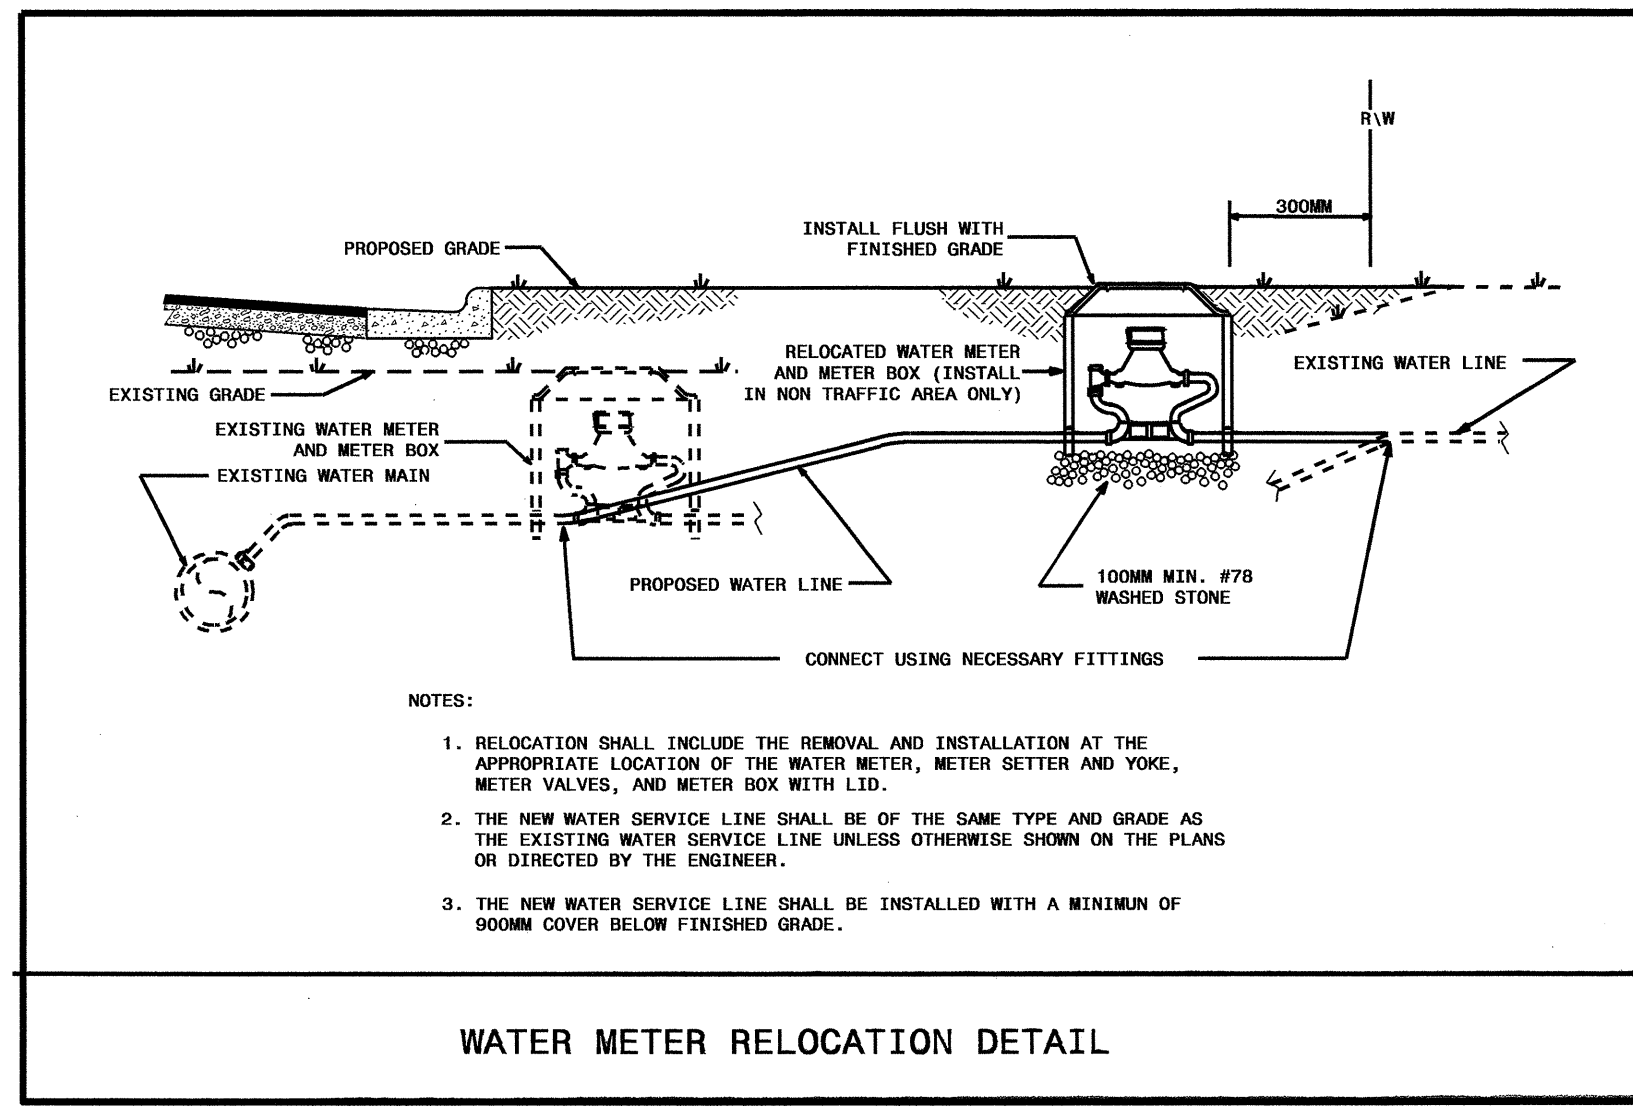 R\W
300MM
INSTALL FLUSH WITH
FINISHED GRADE
PROPOSED GRADE
RELOCATED WATER METER
AND METER BOX (INSTALL
IN NON TRAFFIC AREA ONLY)
EXISTING WATER LINE
EXISTING GRADE
EXISTING WATER METER
AND METER BOX
EXISTING WATER MAIN
PROPOSED WATER LINE
100MM MIN. #78
WASHED STONE
CONNECT USING NECESSARY FITTINGS
NOTES:
1. RELOCATION SHALL INCLUDE THE REMOVAL AND INSTALLATION AT THE
APPROPRIATE LOCATION OF THE WATER METER, METER SETTER AND YOKE,
METER VALVES, AND METER BOX WITH LID.
2. THE NEW WATER SERVICE LINE SHALL BE OF THE SAME TYPE AND GRADE AS
THE EXISTING WATER SERVICE LINE UNLESS OTHERWISE SHOWN ON THE PLANS
OR DIRECTED BY THE ENGINEER.
3. THE NEW WATER SERVICE LINE SHALL BE INSTALLED WITH A MINIMUN OF
900MM COVER BELOW FINISHED GRADE.
WATER METER RELOCATION DETAIL